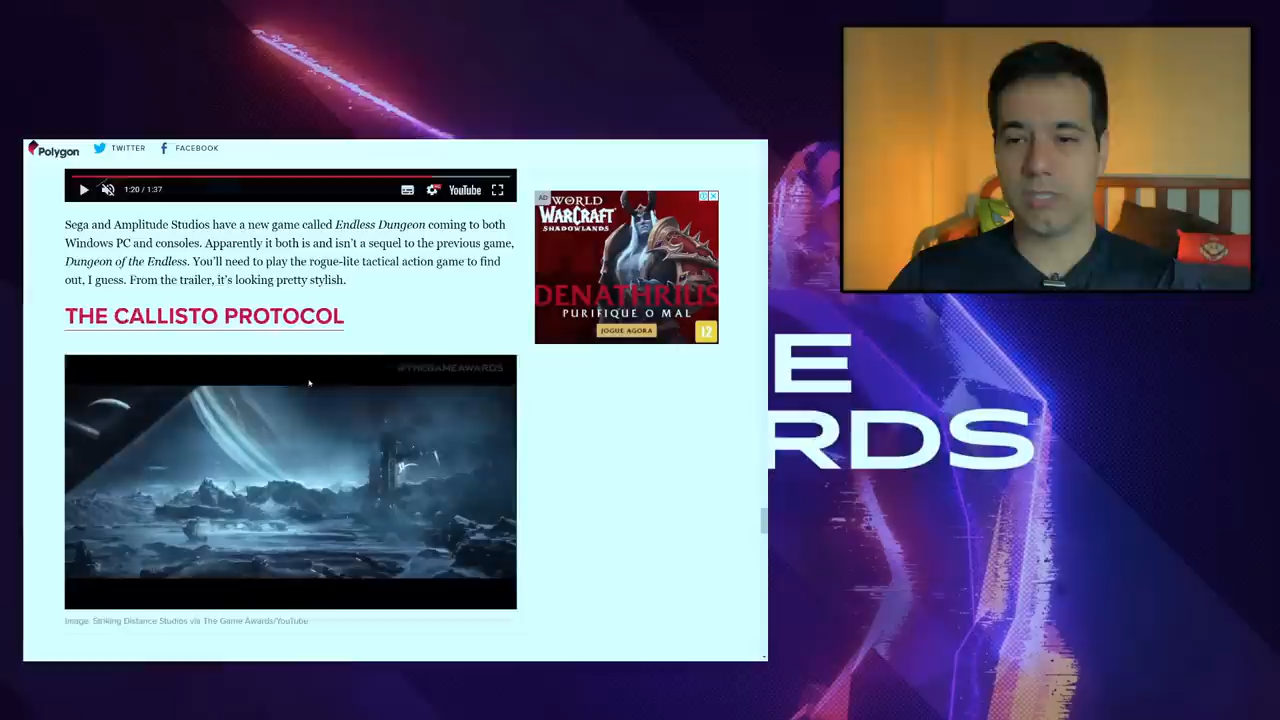 Polygon TWITTER FACEBOOK
1:20 / 1:37 YouTube
Sega and Amplitude Studios have a new game called Endless Dungeon coming to both
Windows PC and consoles. Apparently it both is and isn't a sequel to the previous game,
Dungeon of the Endless. You'll need to play the rogue-lite tactical action game to find
out, I guess. From the trailer, it's looking pretty stylish.
THE CALLISTO PROTOCOL
#THEGAMEAWARDS
Image: Striking Distance Studios via The Game Awards/YouTube
AD
WORLD
WARCRAFT
SHADOWLANDS
DENATHRIUS
PURIFIQUE O MAL
JOGUE AGORA
12
E
RDS